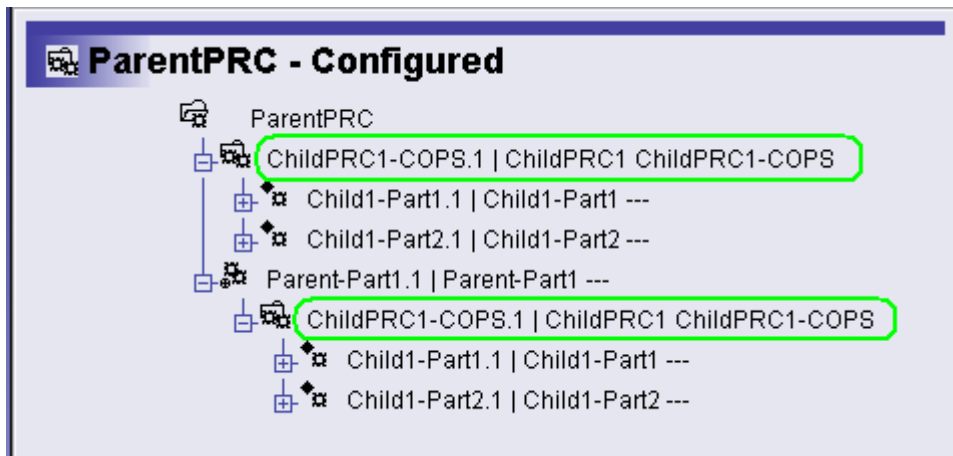 ParentPRC - Configured
ParentPRC
ChildPRC1-COPS.1 | ChildPRC1 ChildPRC1-COPS
Child1-Part1.1 | Child1-Part1 ---
Child1-Part2.1 | Child1-Part2 ---
Parent-Part1.1 | Parent-Part1 ---
ChildPRC1-COPS.1 | ChildPRC1 ChildPRC1-COPS
Child1-Part1.1 | Child1-Part1 ---
Child1-Part2.1 | Child1-Part2 ---